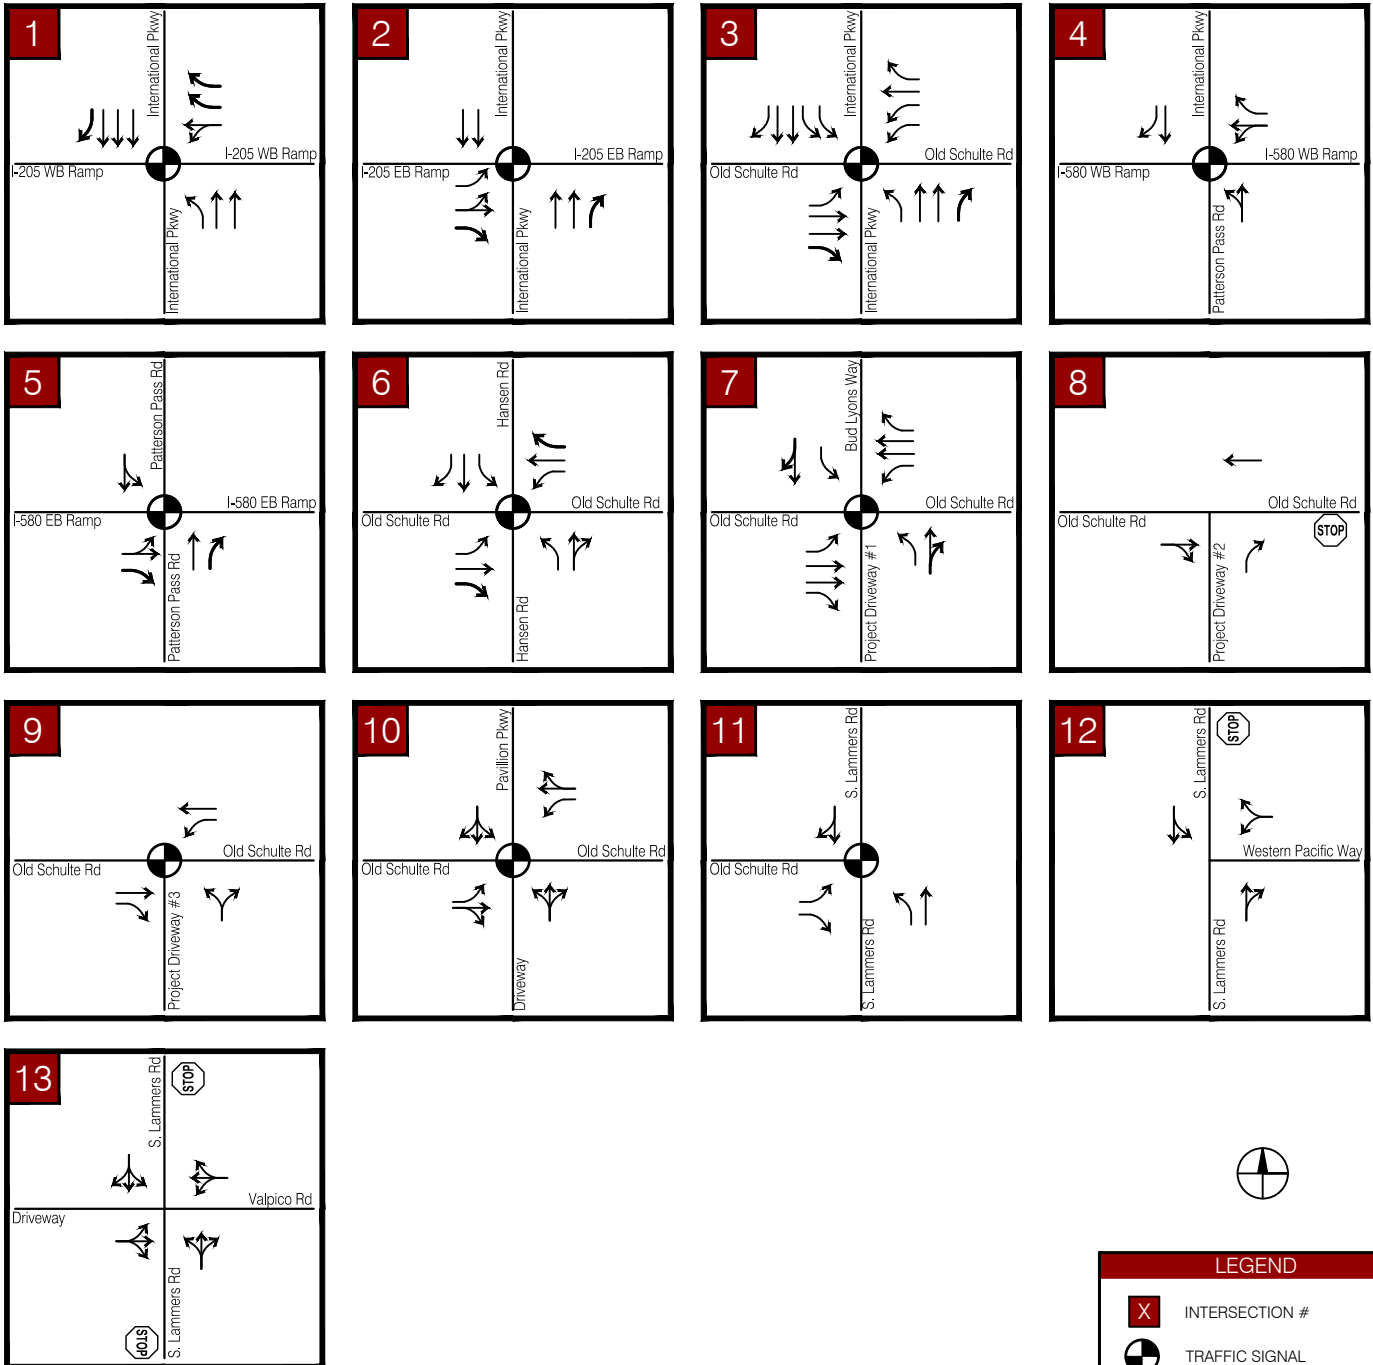 1
International Pkwy
I-205 WB Ramp
I-205 WB Ramp
International Pkwy
2
International Pkwy
I-205 EB Ramp
I-205 EB Ramp
International Pkwy
3
International Pkwy
Old Schulte Rd
Old Schulte Rd
International Pkwy
4
International Pkwy
I-580 WB Ramp
I-580 WB Ramp
Patterson Pass Rd
5
Patterson Pass Rd
I-580 EB Ramp
I-580 EB Ramp
Patterson Pass Rd
6
Hansen Rd
Old Schulte Rd
Old Schulte Rd
Hansen Rd
7
Bud Lyons Way
Old Schulte Rd
Old Schulte Rd
Project Driveway #1
8
Old Schulte Rd
Old Schulte Rd
STOP
Project Driveway #2
9
Old Schulte Rd
Old Schulte Rd
Project Driveway #3
10
Pavillion Pkwy
Old Schulte Rd
Old Schulte Rd
Driveway
11
S. Lammers Rd
Old Schulte Rd
S. Lammers Rd
12
S. Lammers Rd
STOP
Western Pacific Way
S. Lammers Rd
13
S. Lammers Rd
STOP
Valpico Rd
Driveway
S. Lammers Rd
STOP
LEGEND
X INTERSECTION #
TRAFFIC SIGNAL